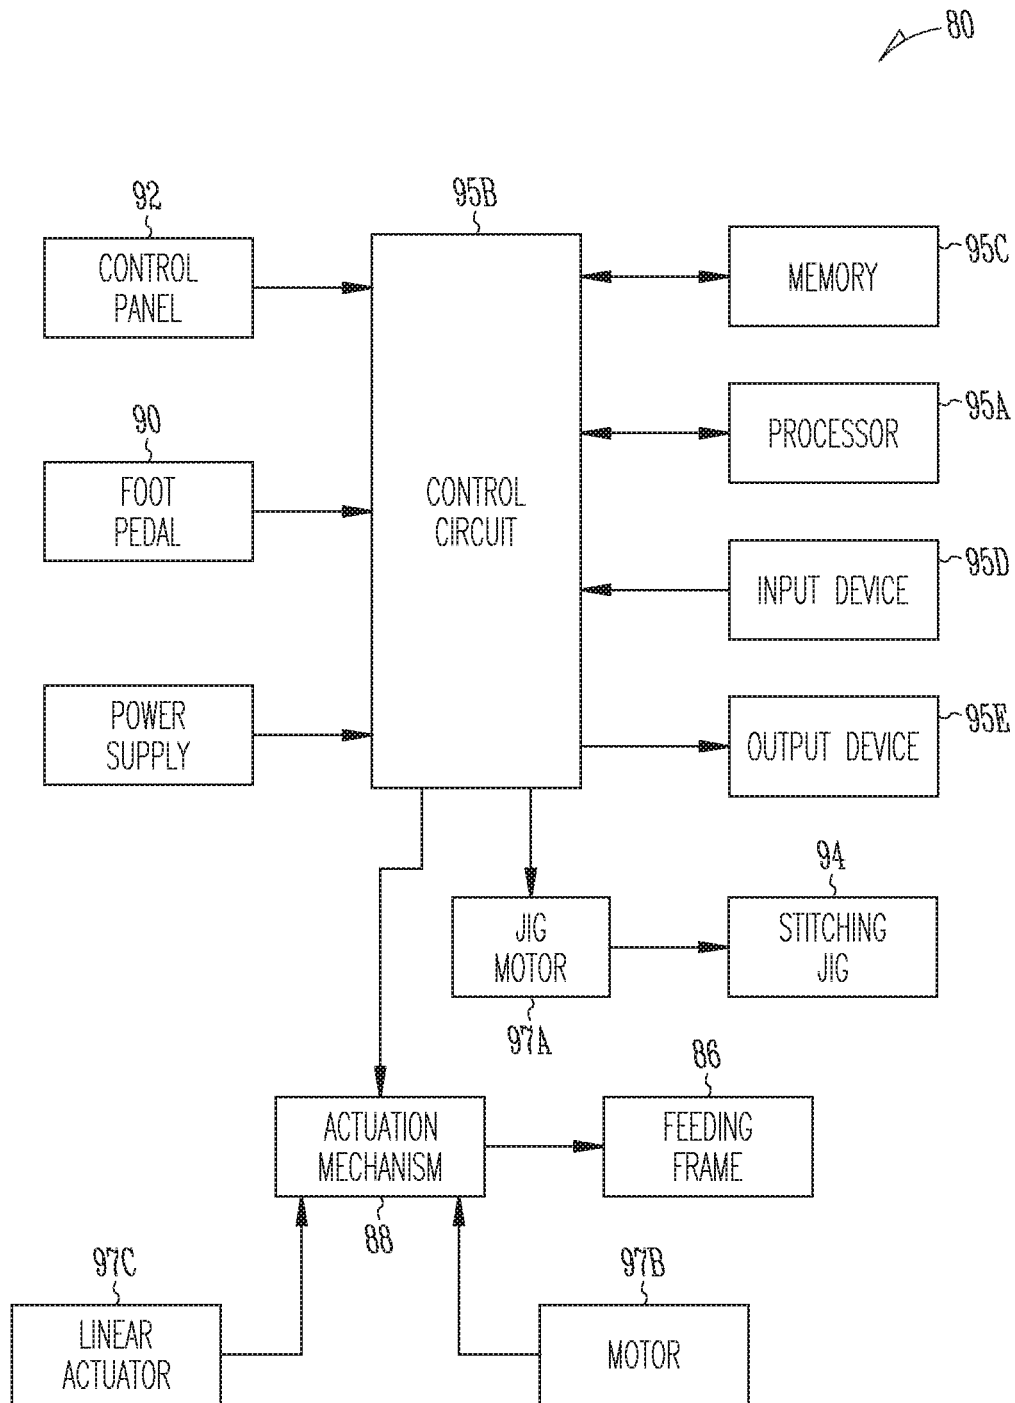 80
92
CONTROL
PANEL
95B
CONTROL
CIRCUIT
95C
MEMORY
90
FOOT
PEDAL
95A
PROCESSOR
95D
INPUT DEVICE
POWER
SUPPLY
95E
OUTPUT DEVICE
JIG
MOTOR
97A
94
STITCHING
JIG
ACTUATION
MECHANISM
88
86
FEEDING
FRAME
97C
LINEAR
ACTUATOR
97B
MOTOR